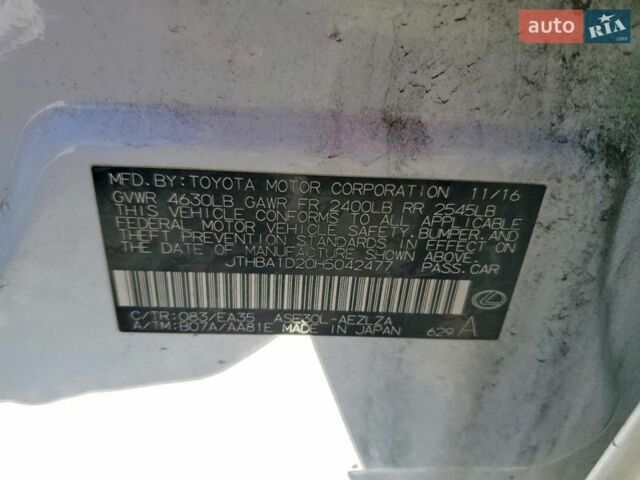 auto RIA.com
MFD. BY: TOYOTA MOTOR CORPORATION 11/16
GVWR 4630LB GAWR FR 2400LB RR 2545LB
THIS VEHICLE CONFORMS TO ALL APPLICABLE
FEDERAL MOTOR VEHICLE SAFETY, BUMPER, AND
THEFT PREVENTION STANDARDS IN EFFECT ON
THE DATE OF MANUFACTURE SHOWN ABOVE.
JTHBA1D20H5042477 PASS. CAR
C/TR: 083/EA35 ASE30L-AEZLZA
A/TM: B07A/AA81E MADE IN JAPAN 629 A